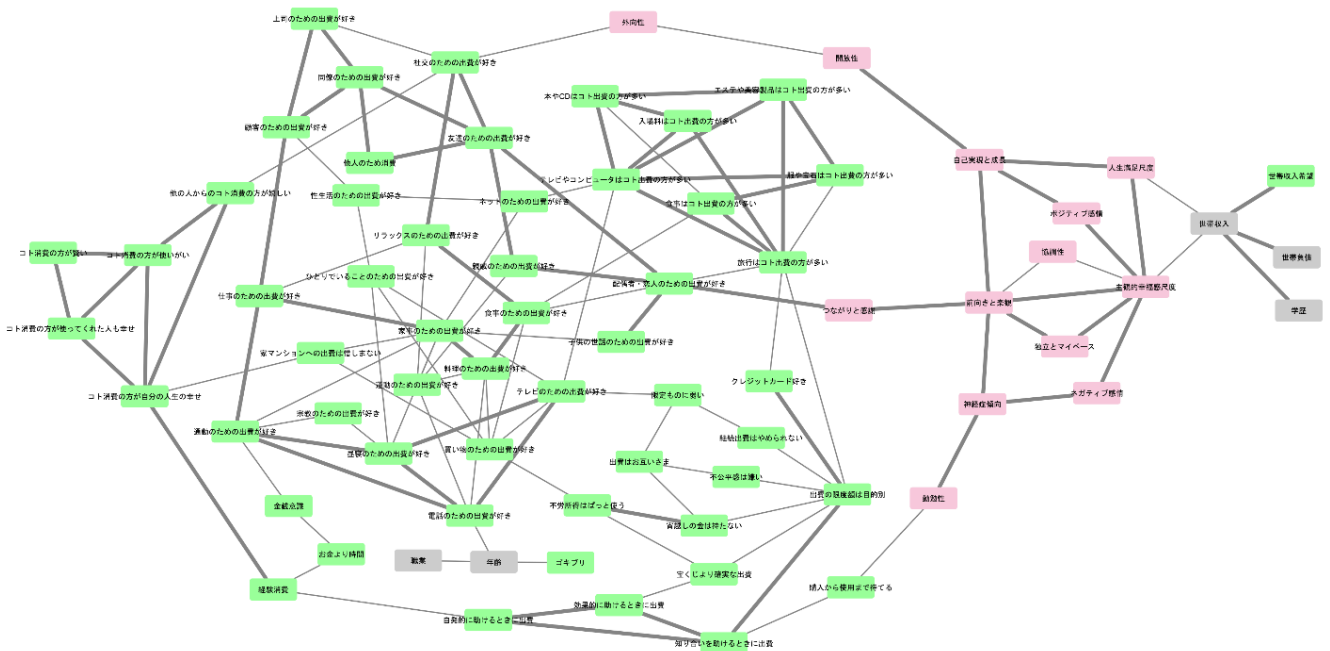 上司のための出費が好き
外向性
社交のための出費が好き
開放性
同僚のための出費が好き
エステや美容製品はコト出費の方が多い
本やCDはコト出費の方が多い
入場料はコト出費の方が多い
顧客のための出費が好き
友達のための出費が好き
他人のため消費
自己実現と成長
人生満足尺度
テレビやコンピュータはコト出費の方が多い
服や宝石はコト出費の方が多い
世帯収入希望
他の人からのコト消費の方が嬉しい
性生活のための出費が好き
ネットのための出費が好き
食事はコト出費の方が多い
ポジティブ感情
世帯収入
リラックスのための出費が好き
協調性
コト消費の方が賢い
コト消費の方が使いがい
世帯負債
旅行はコト出費の方が多い
親戚のための出費が好き
ひとりでいることのための出費が好き
配偶者・恋人のための出費が好き
主観的幸福感尺度
仕事のための出費が好き
前向きと楽観
つながりと感謝
学歴
食事のための出費が好き
コト消費の方が使ってくれた人も幸せ
家事のための出費が好き
子供の世話のための出費が好き
独立とマイペース
家マンションへの出費は惜しまない
料理のための出費が好き
クレジットカード好き
運動のための出費が好き
テレビのための出費が好き
限定ものに弱い
ネガティブ感情
コト消費の方が自分の人生の幸せ
神経症傾向
宗教のための出費が好き
通勤のための出費が好き
継続出費はやめられない
昼寝のための出費が好き
買い物のための出費が好き
出費はお互いさま
不公平感は嫌い
出費の限度額は目的別
勤勉性
金銭意識
不労所得はぱっと使う
電話のための出費が好き
宵越しの金は持たない
お金より時間
職業
年齢
ゴキブリ
宝くじより確実な出費
経験消費
購入から使用まで待てる
効果的に助けるときに出費
自発的に助けるときに出費
知り合いを助けるときに出費